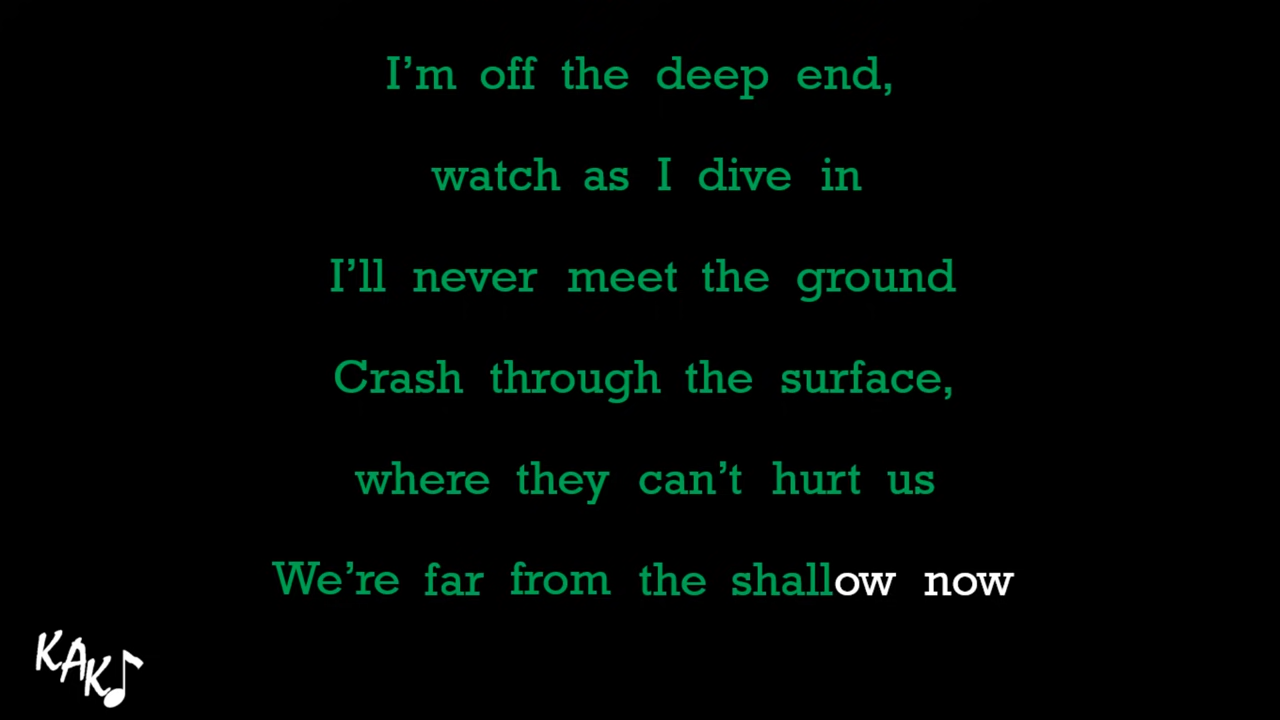 I’m off the deep end,
watch as I dive in
I’ll never meet the ground
Crash through the surface,
where they can’t hurt us
We’re far from the shallow now
KAK